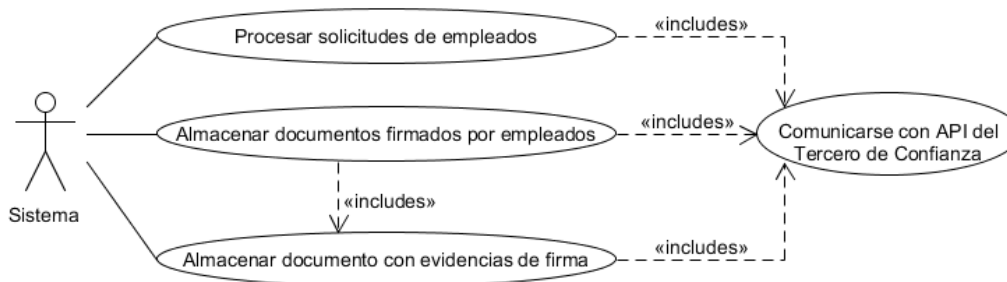 «includes»
Procesar solicitudes de empleados
«includes»
Almacenar documentos firmados por empleados
Comunicarse con API del
Tercero de Confianza
«includes»
Sistema
«includes»
Almacenar documento con evidencias de firma